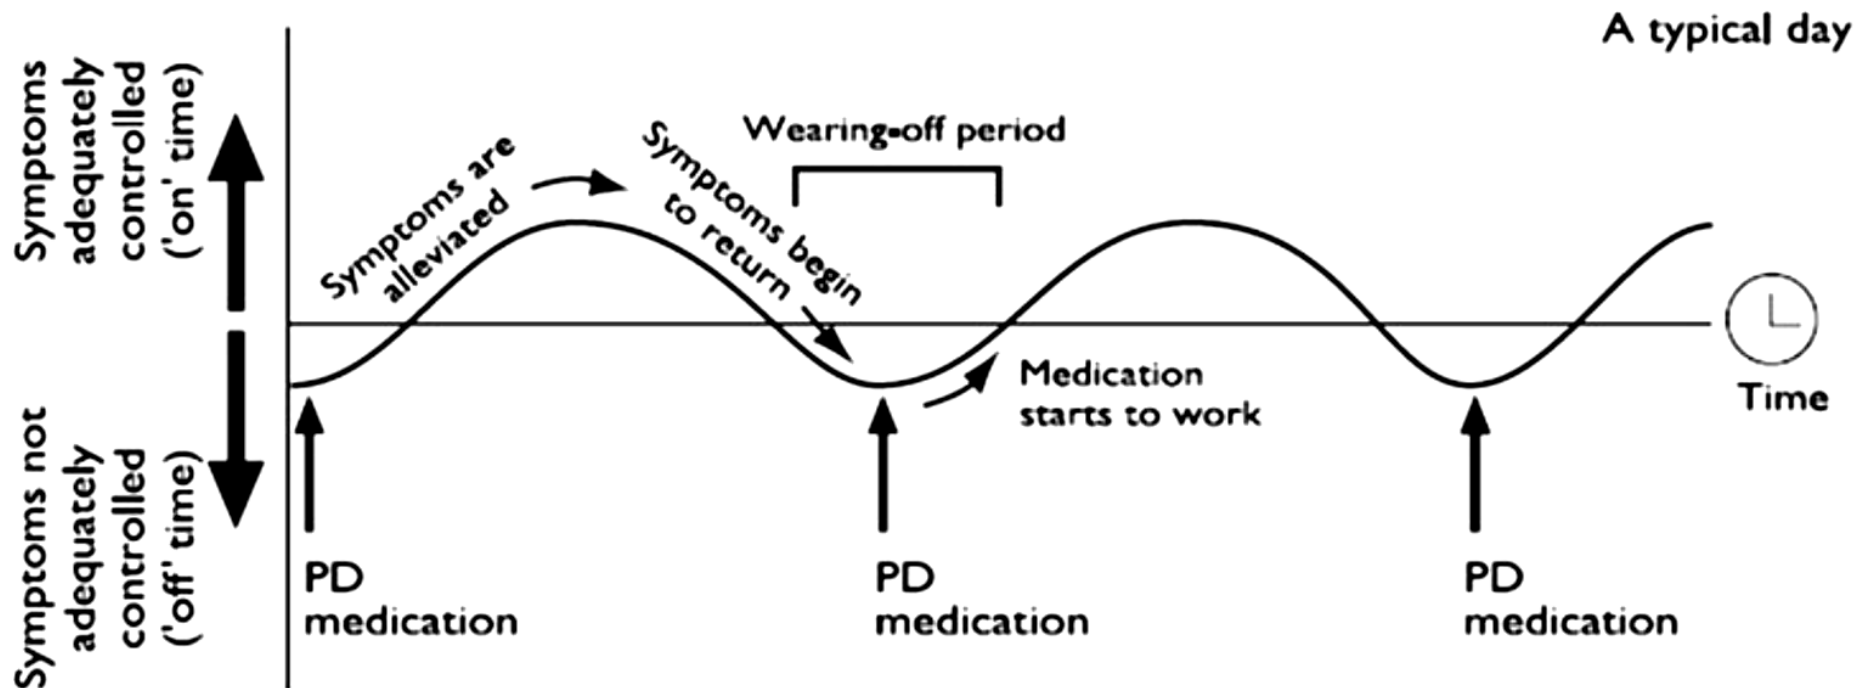 A typical day
Symptoms
adequately
controlled
('on' time)
Symptoms not
adequately
controlled
('off' time)
Symptoms are
alleviated
Symptoms begin
to return
Wearing-off period
Medication
starts to work
Time
PD
medication
PD
medication
PD
medication